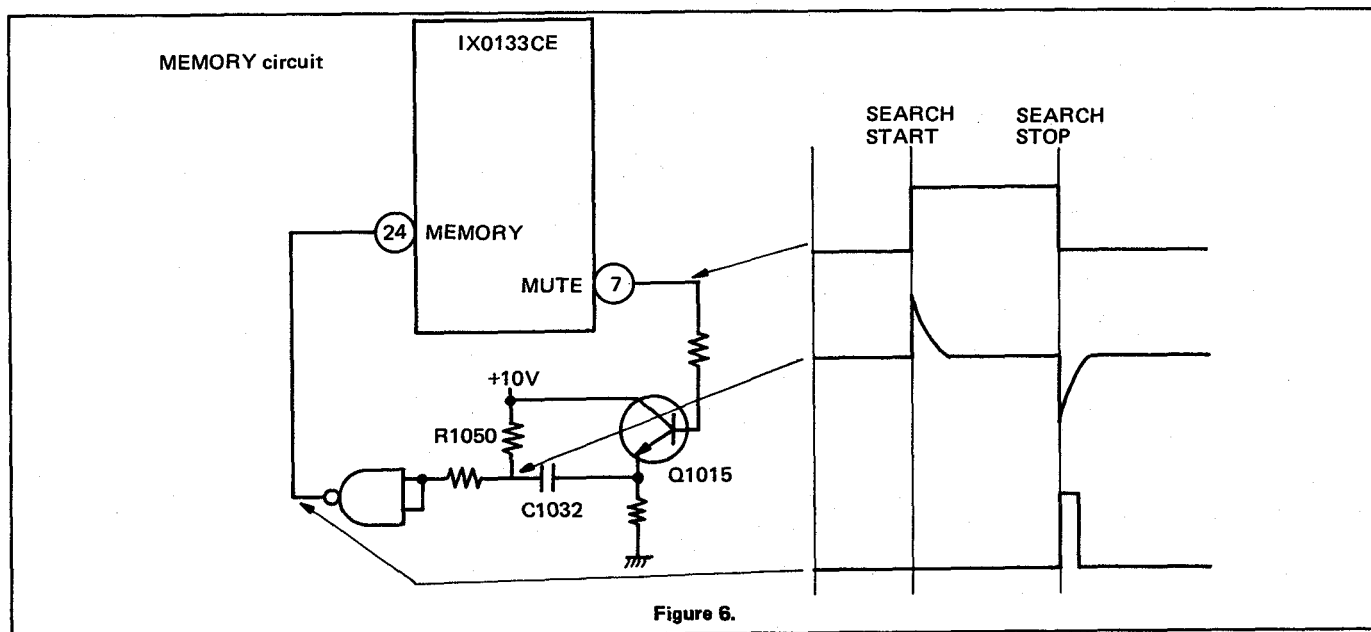 IX0133CE
MEMORY circuit
SEARCH START
SEARCH STOP
24 MEMORY
MUTE 7
+10V
R1050
Q1015
C1032
Figure 6.